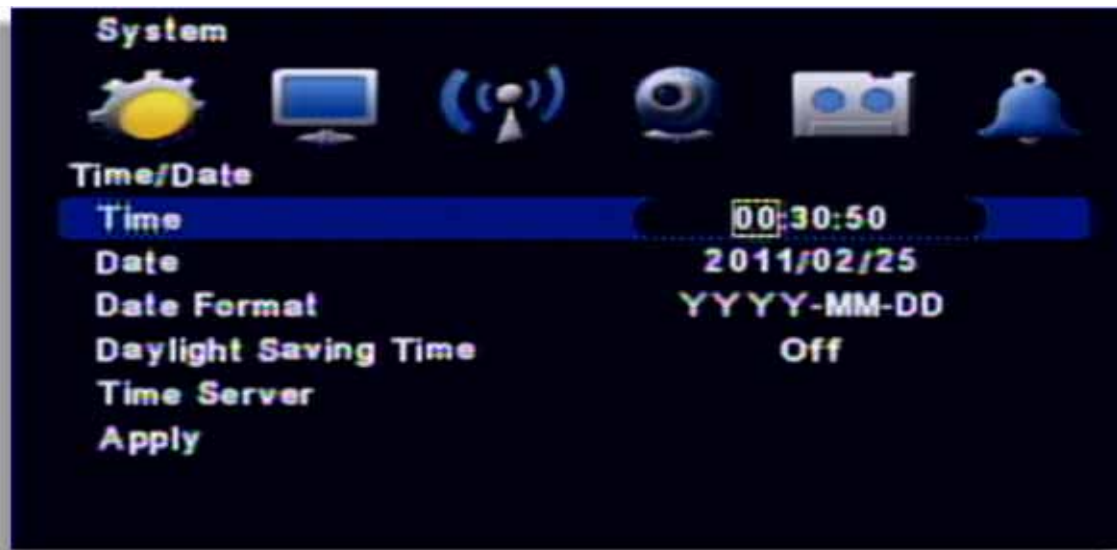 System
Time/Date
Time 00:30:50
Date 2011/02/25
Date Format YYYY-MM-DD
Daylight Saving Time Off
Time Server
Apply